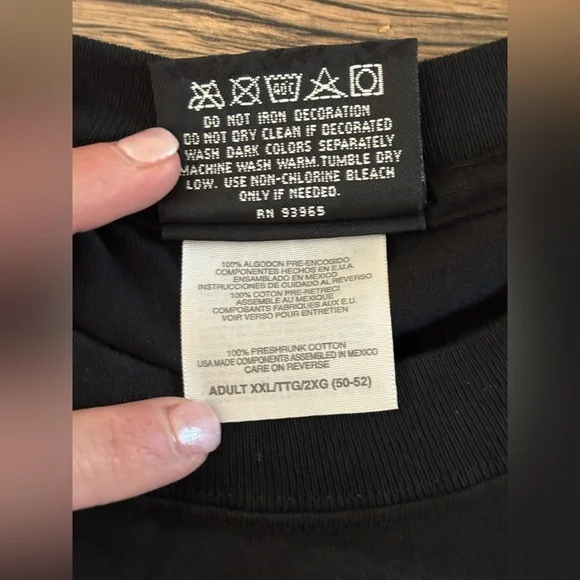 40C
DO NOT IRON DECORATION
DO NOT DRY CLEAN IF DECORATED
WASH DARK COLORS SEPARATELY
MACHINE WASH WARM. TUMBLE DRY
LOW. USE NON-CHLORINE BLEACH
ONLY IF NEEDED.
RN 93965
100% ALGODON PRE-ENCOGIDO
COMPONENTES HECHOS EN E.U.A.
ENSAMBLADO EN MEXICO
INSTRUCCIONES DE CUIDADO AL REVERSO
100% COTON PRE-RETRECI
ASSEMBLE AU MEXIQUE
COMPOSANTS FABRIQUES AUX E.U.
VOIR VERSO POUR ENTRETIEN
100% PRESHRUNK COTTON
USA MADE COMPONENTS ASSEMBLED IN MEXICO
CARE ON REVERSE
ADULT XXL/TTG/2XG (50-52)